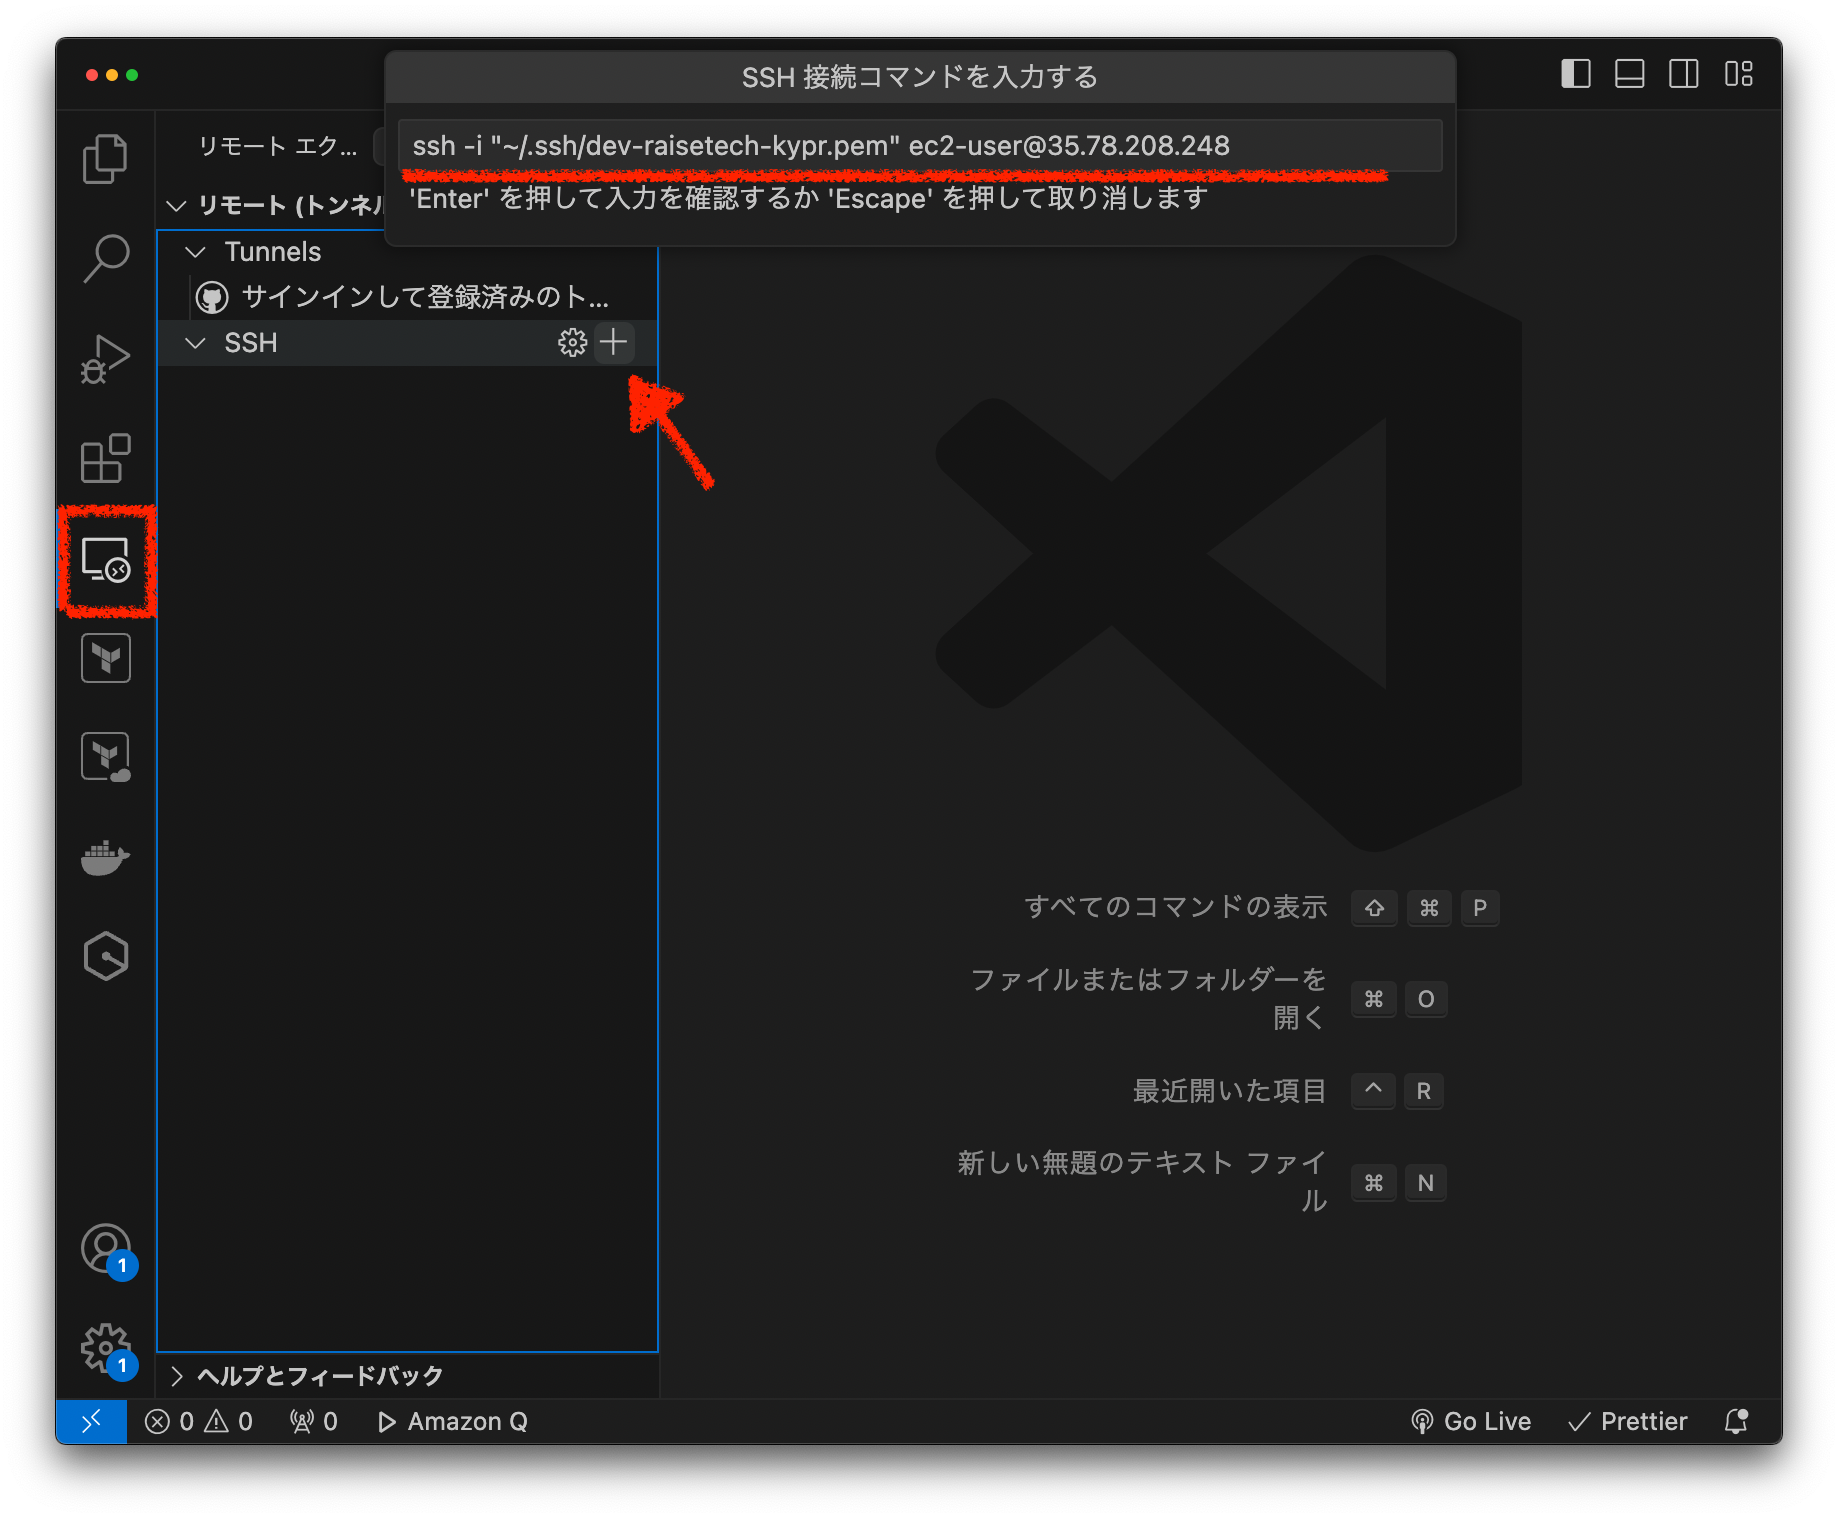 SSH 接続コマンドを入力する
ssh -i "~/.ssh/dev-raisetech-kypr.pem" ec2-user@35.78.208.248
'Enter' を押して入力を確認するか 'Escape' を押して取り消します
リモート エク...
リモート (トンネル
Tunnels
サインインして登録済みのト...
SSH
すべてのコマンドの表示 ⇧ ⌘ P
ファイルまたはフォルダーを
開く ⌘ O
最近開いた項目 ^ R
新しい無題のテキスト ファイ
ル ⌘ N
1
1
ヘルプとフィードバック
0 0 0 Amazon Q Go Live Prettier